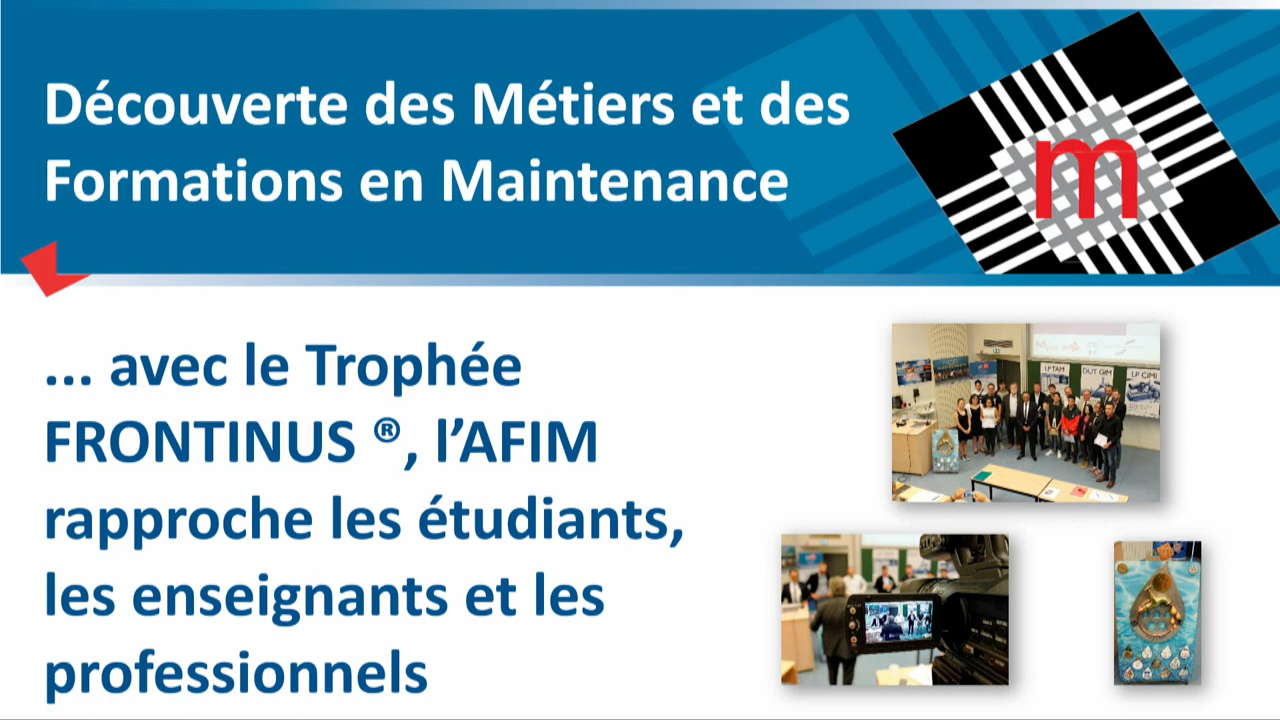 Découverte des Métiers et des
Formations en Maintenance
m
... avec le Trophée
FRONTINUS ®, l’AFIM
rapproche les étudiants,
les enseignants et les
professionnels
LP TAM
DUT GIM
LP CIMI